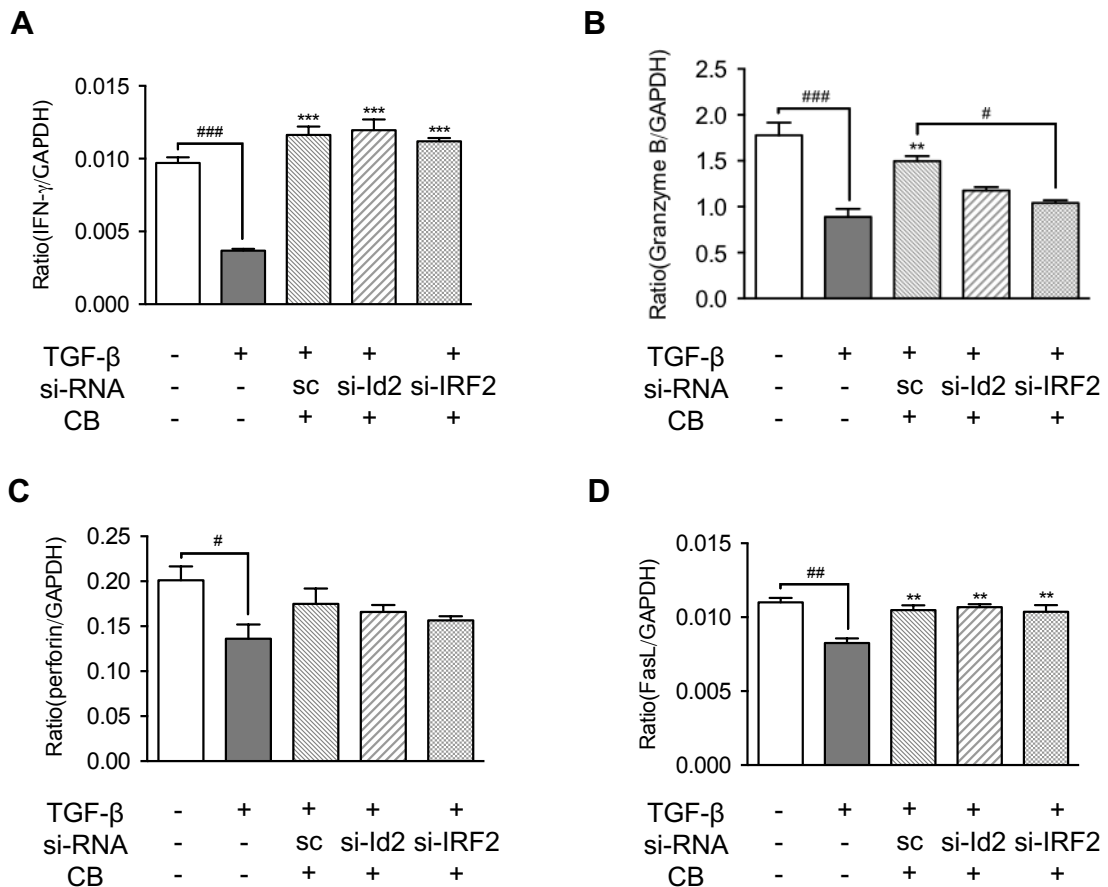 A
Ratio(IFN-γ/GAPDH)
0.015
0.010
0.005
0.000
###
***
***
***
TGF-β - + + + +
si-RNA - - sc si-Id2 si-IRF2
CB - - + + +
B
Ratio(Granzyme B/GAPDH)
2.5
2.0
1.5
1.0
0.5
0.0
###
**
#
TGF-β - + + + +
si-RNA - - sc si-Id2 si-IRF2
CB - - + + +
C
Ratio(perforin/GAPDH)
0.25
0.20
0.15
0.10
0.05
0.00
#
TGF-β - + + + +
si-RNA - - sc si-Id2 si-IRF2
CB - - + + +
D
Ratio(FasL/GAPDH)
0.015
0.010
0.005
0.000
##
**
**
**
TGF-β - + + + +
si-RNA - - sc si-Id2 si-IRF2
CB - - + + +